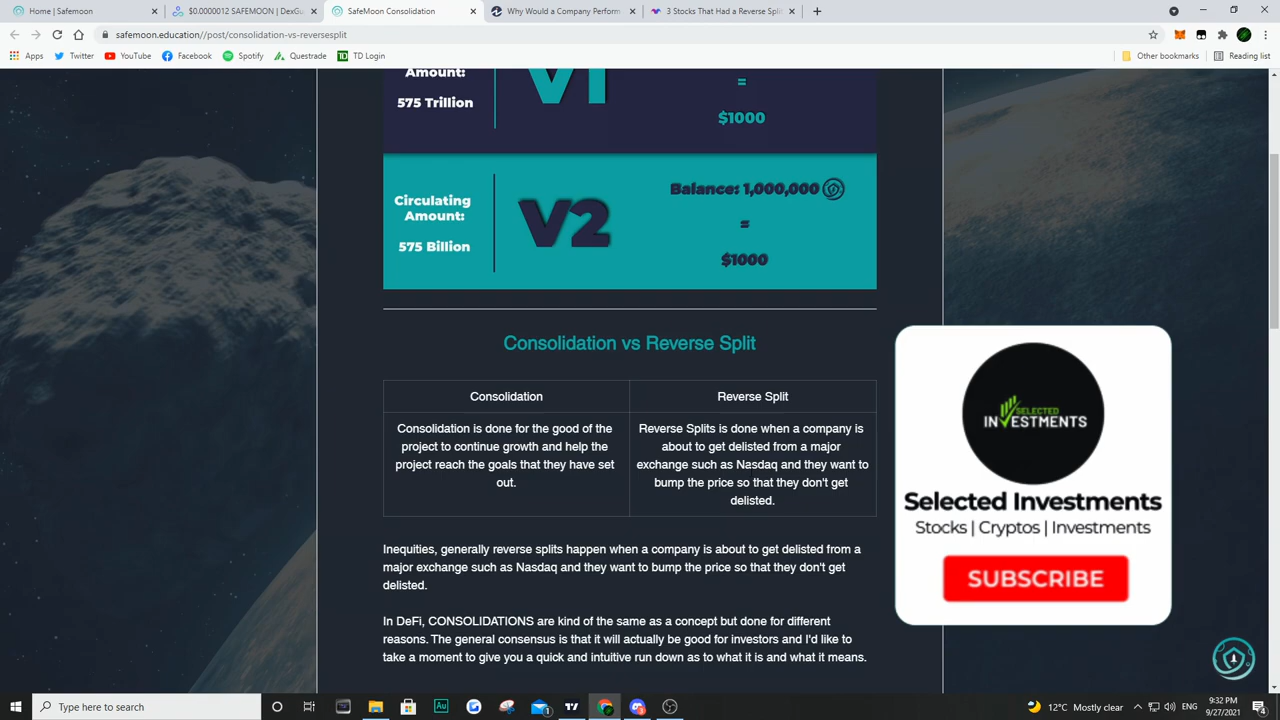 Home | Safemoon
$0.0000012 SAFEMOON | DexGu
SafeMoon Consolidation
Why Would a Company Perform
3 Stocks That Had a Reverse Split
safemoon.education//post/consolidation-vs-reversesplit
Apps
Twitter
YouTube
Facebook
Spotify
Questrade
TD Login
Other bookmarks
Reading list
Amount:
575 Trillion
V1
=
$1000
Circulating
Amount:
575 Billion
V2
Balance: 1,000,000
=
$1000
Consolidation vs Reverse Split
Consolidation
Reverse Split
Consolidation is done for the good of the
project to continue growth and help the
project reach the goals that they have set
out.
Reverse Splits is done when a company is
about to get delisted from a major
exchange such as Nasdaq and they want to
bump the price so that they don't get
delisted.
Inequities, generally reverse splits happen when a company is about to get delisted from a
major exchange such as Nasdaq and they want to bump the price so that they don't get
delisted.
In DeFi, CONSOLIDATIONS are kind of the same as a concept but done for different
reasons. The general consensus is that it will actually be good for investors and I'd like to
take a moment to give you a quick and intuitive run down as to what it is and what it means.
SELECTED
INVESTMENTS
Selected Investments
Stocks | Cryptos | Investments
SUBSCRIBE
Type here to search
12°C Mostly clear
ENG
9:32 PM
9/27/2021